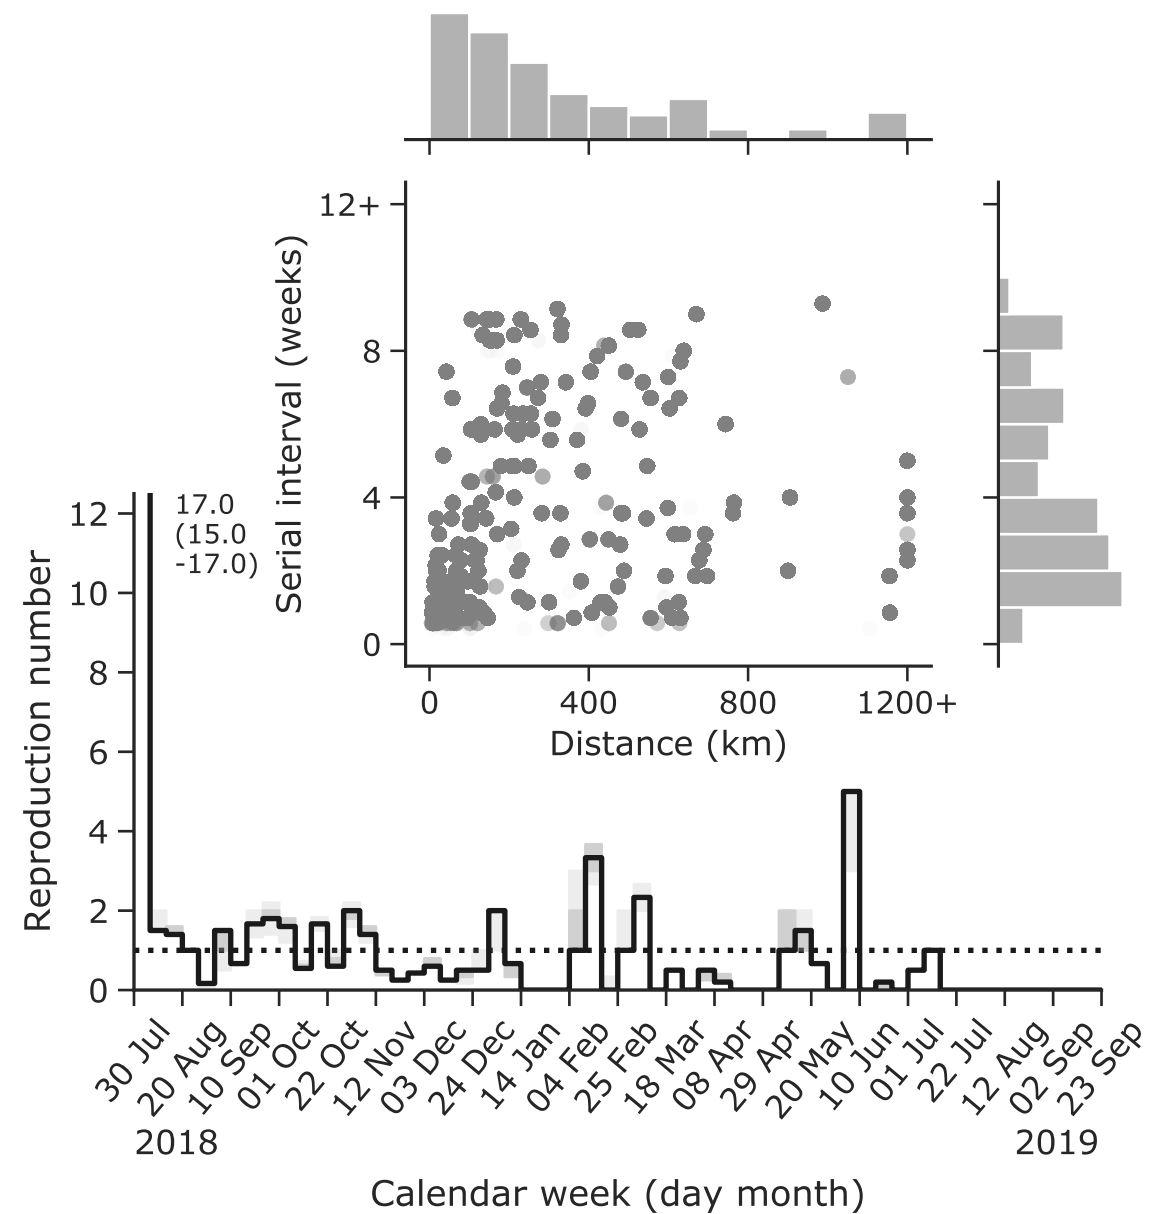 12+
8
4
0
Serial interval (weeks)
0
400
800
1200+
Distance (km)
17.0
(15.0
-17.0)
12
10
8
6
4
2
0
Reproduction number
30 Jul
20 Aug
10 Sep
01 Oct
22 Oct
12 Nov
03 Dec
24 Dec
14 Jan
04 Feb
25 Feb
18 Mar
08 Apr
29 Apr
20 May
10 Jun
01 Jul
22 Jul
12 Aug
02 Sep
23 Sep
2018
2019
Calendar week (day month)